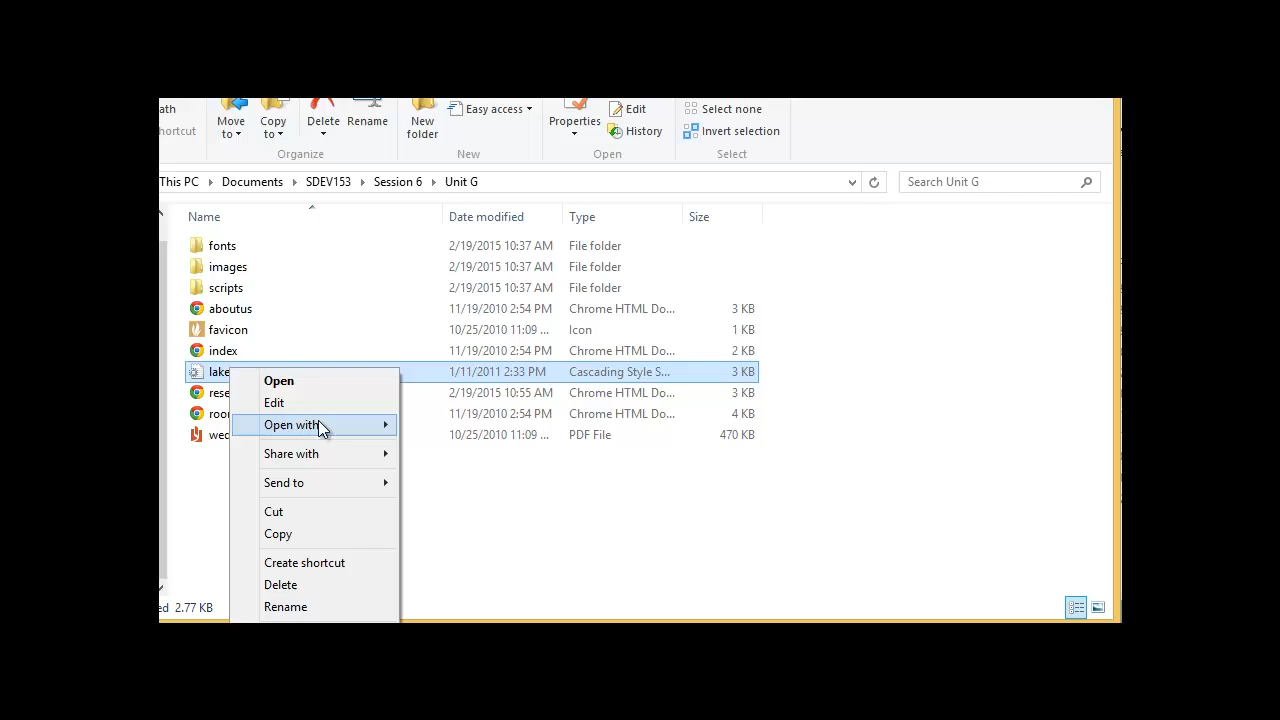 ath
hortcut
Move to
Copy to
Delete
Rename
Organize
New folder
Easy access
New
Properties
Edit
History
Open
Select none
Invert selection
Select
This PC Documents SDEV153 Session 6 Unit G
Search Unit G
Name Date modified Type Size
fonts 2/19/2015 10:37 AM File folder
images 2/19/2015 10:37 AM File folder
scripts 2/19/2015 10:37 AM File folder
aboutus 11/19/2010 2:54 PM Chrome HTML Do... 3 KB
favicon 10/25/2010 11:09 ... Icon 1 KB
index 11/19/2010 2:54 PM Chrome HTML Do... 2 KB
lake 1/11/2011 2:33 PM Cascading Style S... 3 KB
rese 2/19/2015 10:55 AM Chrome HTML Do... 3 KB
roo 11/19/2010 2:54 PM Chrome HTML Do... 4 KB
wed 10/25/2010 11:09 ... PDF File 470 KB
Open
Edit
Open with
Share with
Send to
Cut
Copy
Create shortcut
Delete
Rename
ed 2.77 KB